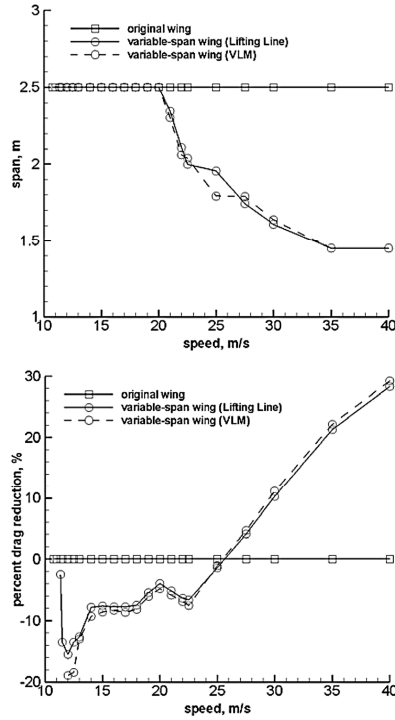 3
original wing
variable-span wing (Lifting Line)
variable-span wing (VLM)
2.5
span, m
2
1.5
1
10 15 20 25 30 35 40
speed, m/s
30
original wing
variable-span wing (Lifting Line)
variable-span wing (VLM)
20
percent drag reduction, %
10
0
-10
-20
10 15 20 25 30 35 40
speed, m/s